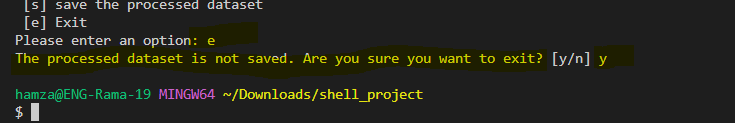 [s] save the processed dataset
[e] Exit
Please enter an option: e
The processed dataset is not saved. Are you sure you want to exit? [y/n] y
hamza@ENG-Rama-19 MINGW64 ~/Downloads/shell_project
$